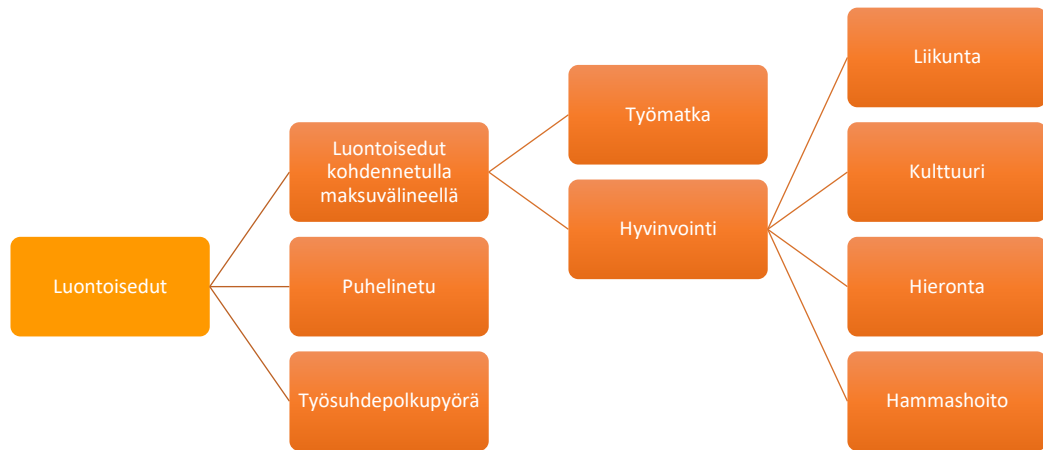 Luontoisedut
Luontoisedut
kohdennetulla
maksuvälineellä
Työmatka
Hyvinvointi
Liikunta
Kulttuuri
Hieronta
Hammashoito
Puhelinetu
Työsuhdepolkupyörä